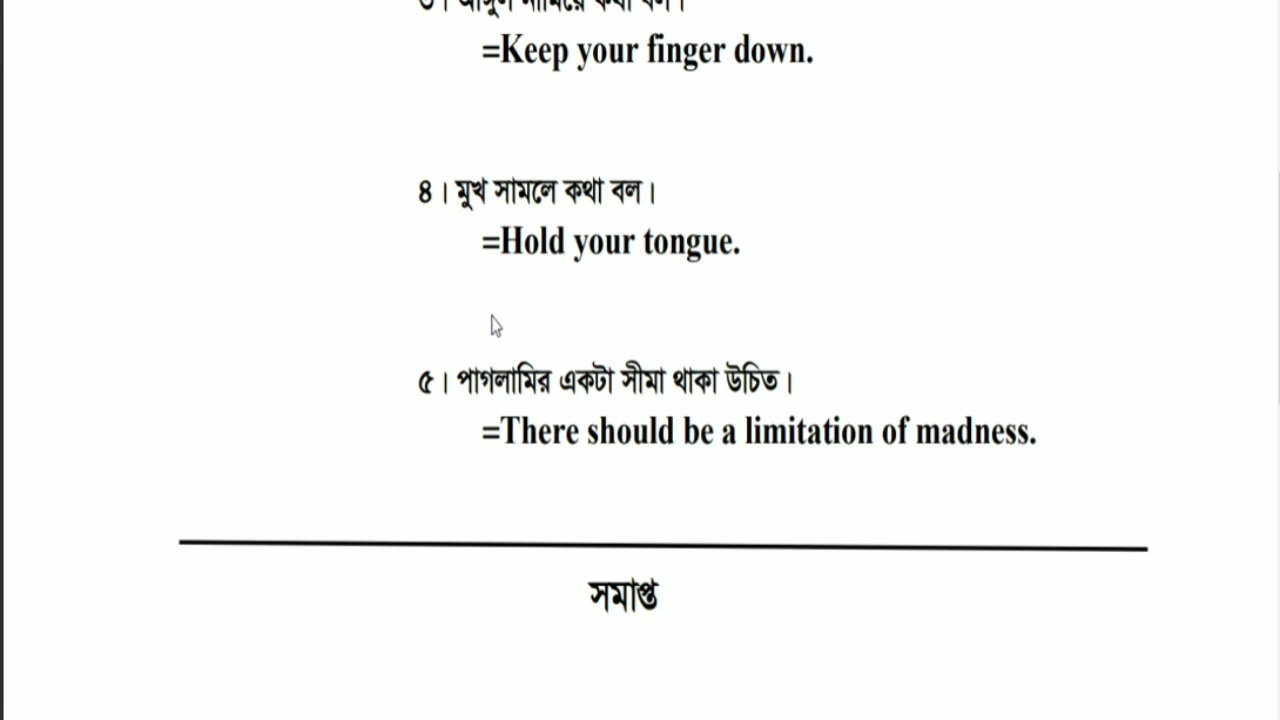 =Keep your finger down.
৪। মুখ সামলে কথা বল।
=Hold your tongue.
৫। পাগলামির একটা সীমা থাকা উচিত।
=There should be a limitation of madness.
সমাপ্ত